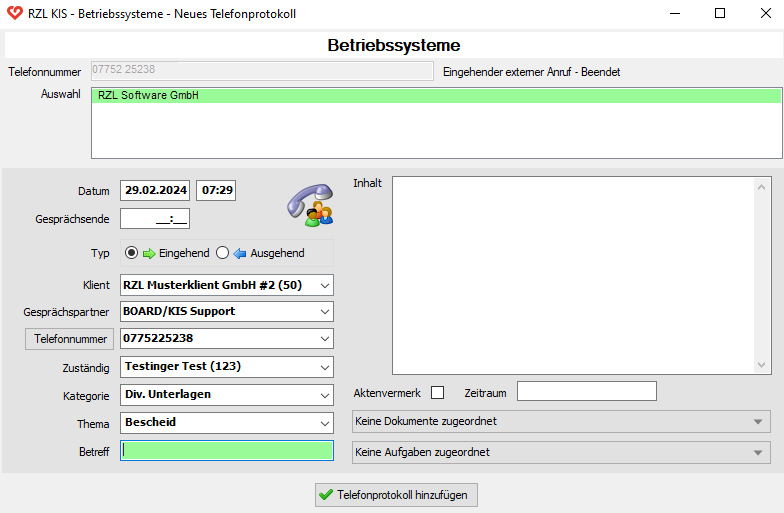 RZL KIS - Betriebssysteme - Neues Telefonprotokoll
Betriebssysteme
Telefonnummer 07752 25238 Eingehender externer Anruf - Beendet
Auswahl RZL Software GmbH
Datum 29.02.2024 07:29
Inhalt
Gesprächsende __:__
Typ Eingehend Ausgehend
Klient RZL Musterklient GmbH #2 (50)
Gesprächspartner BOARD/KIS Support
Telefonnummer 0775225238
Zuständig Testinger Test (123)
Kategorie Div. Unterlagen
Aktenvermerk Zeitraum
Thema Bescheid
Keine Dokumente zugeordnet
Betreff
Keine Aufgaben zugeordnet
Telefonprotokoll hinzufügen